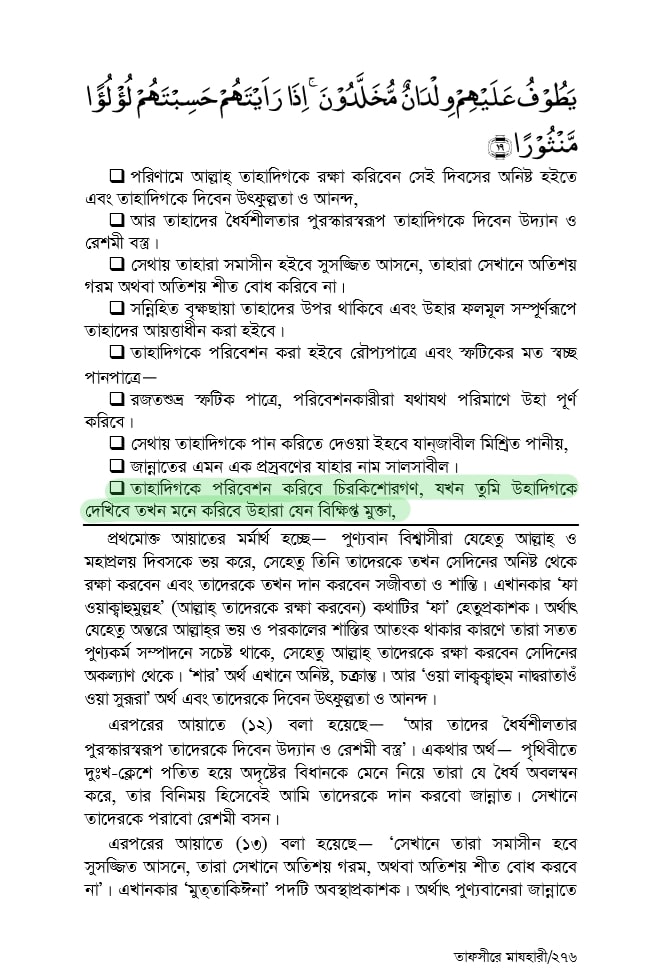 يَطُوْفُ عَلَيْهِمْ وِلْدَانٌ مُّخَلَّدُوْنَ ۚ اِذَا رَاَيْتَهُمْ حَسِبْتَهُمْ لُؤْلُؤًا
مَّنْثُوْرًا ﴿۱۹﴾
❑ পরিণামে আল্লাহ্ তাহাদিগকে রক্ষা করিবেন সেই দিবসের অনিষ্ট হইতে
এবং তাহাদিগকে দিবেন উৎফুল্লতা ও আনন্দ,
❑ আর তাহাদের ধৈর্যশীলতার পুরস্কারস্বরূপ তাহাদিগকে দিবেন উদ্যান ও
রেশমী বস্ত্র।
❑ সেথায় তাহারা সমাসীন হইবে সুসজ্জিত আসনে, তাহারা সেখানে অতিশয়
গরম অথবা অতিশয় শীত বোধ করিবে না।
❑ সন্নিহিত বৃক্ষছায়া তাহাদের উপর থাকিবে এবং উহার ফলমূল সম্পূর্ণরূপে
তাহাদের আয়ত্তাধীন করা হইবে।
❑ তাহাদিগকে পরিবেশন করা হইবে রৌপ্যপাত্রে এবং স্ফটিকের মত স্বচ্ছ
পানপাত্রে—
❑ রজতশুভ্র স্ফটিক পাত্রে, পরিবেশনকারীরা যথাযথ পরিমাণে উহা পূর্ণ
করিবে।
❑ সেথায় তাহাদিগকে পান করিতে দেওয়া ইহবে যান্‌জাবীল মিশ্রিত পানীয়,
❑ জান্নাতের এমন এক প্রস্রবণের যাহার নাম সালসাবীল।
❑ তাহাদিগকে পরিবেশন করিবে চিরকিশোরগণ, যখন তুমি উহাদিগকে
দেখিবে তখন মনে করিবে উহারা যেন বিক্ষিপ্ত মুক্তা,
প্রথমোক্ত আয়াতের মর্মার্থ হচ্ছে— পুণ্যবান বিশ্বাসীরা যেহেতু আল্লাহ্ ও
মহাপ্রলয় দিবসকে ভয় করে, সেহেতু তিনি তাদেরকে তখন সেদিনের অনিষ্ট থেকে
রক্ষা করবেন এবং তাদেরকে তখন দান করবেন সজীবতা ও শান্তি। এখানকার ‘ফা
ওয়াক্বাহুমুল্লহ’ (আল্লাহ্ তাদেরকে রক্ষা করবেন) কথাটির ‘ফা’ হেতুপ্রকাশক। অর্থাৎ
যেহেতু অন্তরে আল্লাহ্‌র ভয় ও পরকালের শাস্তির আতংক থাকার কারণে তারা সতত
পুণ্যকর্ম সম্পাদনে সচেষ্ট থাকে, সেহেতু আল্লাহ্ তাদেরকে রক্ষা করবেন সেদিনের
অকল্যাণ থেকে। ‘শার’ অর্থ এখানে অনিষ্ট, চক্রান্ত। আর ‘ওয়া লাক্বক্বাহুম নাদ্বরাতাওঁ
ওয়া সুরূরা’ অর্থ এবং তাদেরকে দিবেন উৎফুল্লতা ও আনন্দ।
এরপরের আয়াতে (১২) বলা হয়েছে— ‘আর তাদের ধৈর্যশীলতার
পুরস্কারস্বরূপ তাদেরকে দিবেন উদ্যান ও রেশমী বস্ত্র’। একথার অর্থ— পৃথিবীতে
দুঃখ-ক্লেশে পতিত হয়ে অদৃষ্টের বিধানকে মেনে নিয়ে তারা যে ধৈর্য অবলম্বন
করে, তার বিনিময় হিসেবেই আমি তাদেরকে দান করবো জান্নাত। সেখানে
তাদেরকে পরাবো রেশমী বসন।
এরপরের আয়াতে (১৩) বলা হয়েছে— ‘সেখানে তারা সমাসীন হবে
সুসজ্জিত আসনে, তারা সেখানে অতিশয় গরম, অথবা অতিশয় শীত বোধ করবে
না’। এখানকার ‘মুত্‌তাকিঈনা’ পদটি অবস্থাপ্রকাশক। অর্থাৎ পুণ্যবানেরা জান্নাতে
তাফসীরে মাযহারী/২৭৬